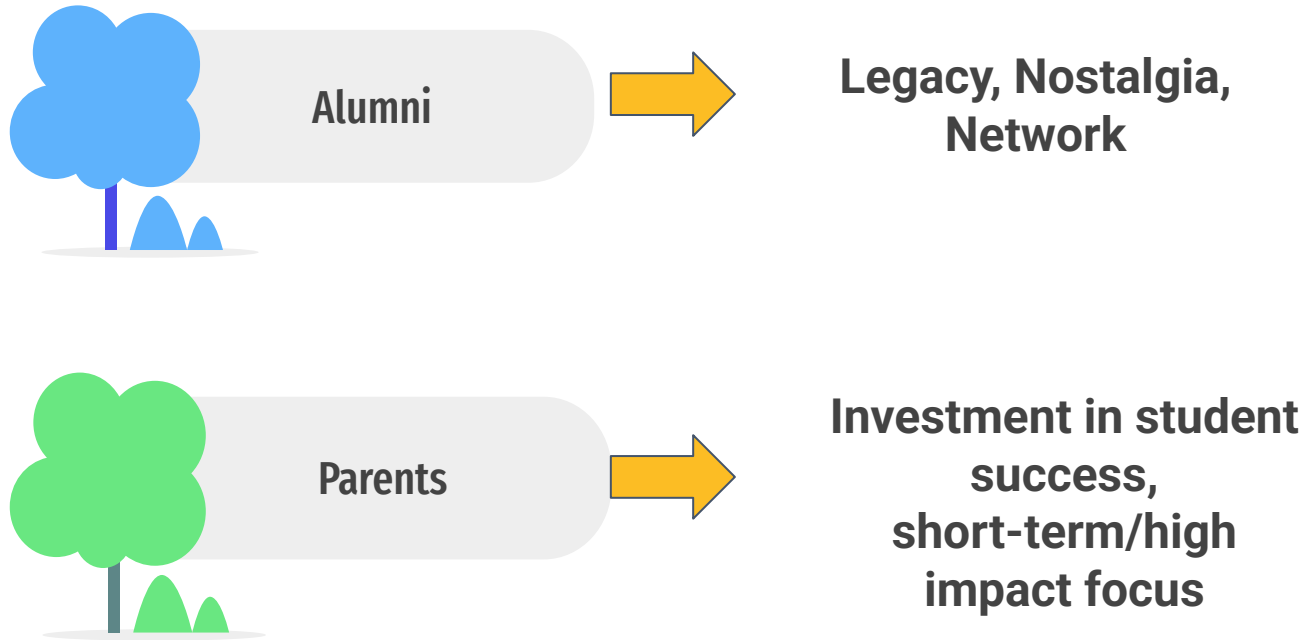 Alumni
Legacy, Nostalgia,
Network
Parents
Investment in student
success,
short-term/high
impact focus